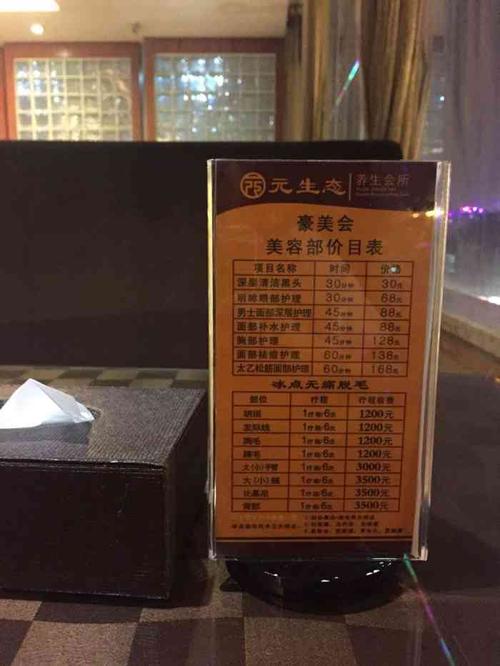 元生态 养生会所
豪美会
美容部价目表
项目名称 时间 价
深层清洁黑头 30分钟 30元
明眸眼部护理 30分钟 68元
男士面部深层护理 45分钟 88元
面部补水护理 45分钟 88元
胸部护理 45分钟 128元
面部祛痘护理 60分钟 138元
太乙松筋面部护理 60分钟 168元
冰点无痛脱毛
部位 疗程 疗程收费
胡须 1疗程/6次 1200元
发际线 1疗程/6次 1200元
胸毛 1疗程/6次 1200元
腋毛 1疗程/6次 1200元
大(小)手臂 1疗程/6次 3000元
大(小)腿 1疗程/6次 3500元
比基尼 1疗程/6次 3500元
背部 1疗程/6次 3500元